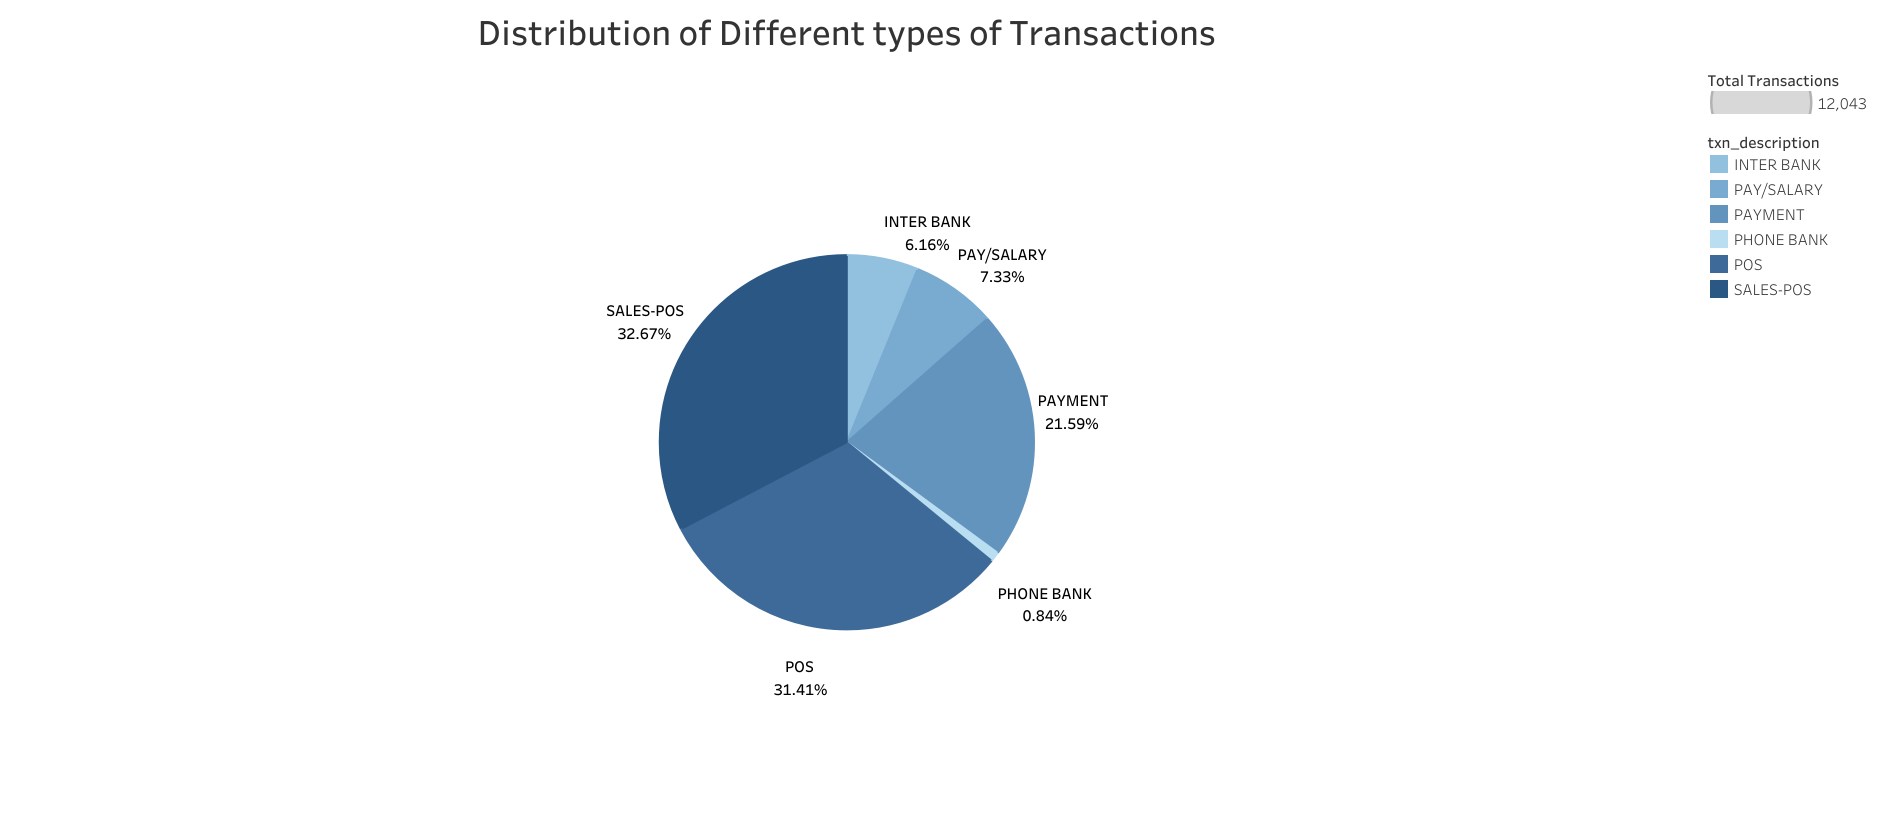 Distribution of Different types of Transactions
Total Transactions
12,043
txn_description
INTER BANK
PAY/SALARY
PAYMENT
PHONE BANK
POS
SALES-POS
INTER BANK
6.16%
PAY/SALARY
7.33%
SALES-POS
32.67%
PAYMENT
21.59%
PHONE BANK
0.84%
POS
31.41%